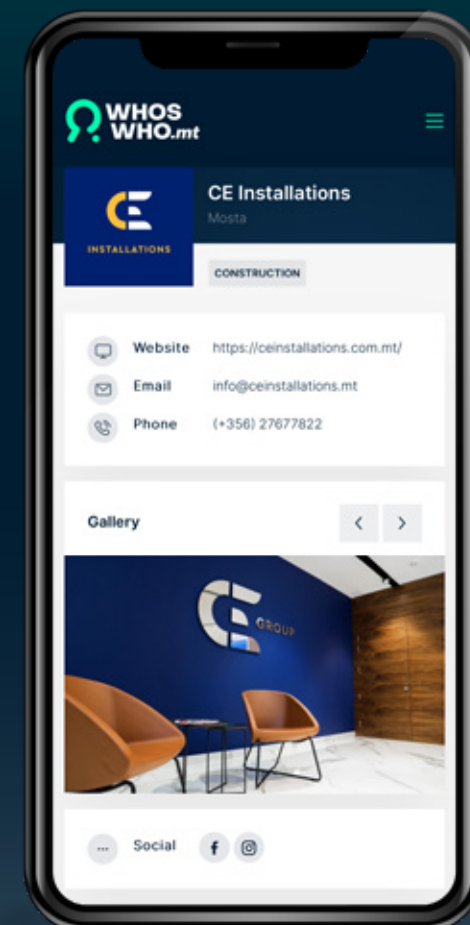 WHOS
WHO.mt
CE Installations
Mosta
CE
INSTALLATIONS
CONSTRUCTION
Website https://ceinstallations.com.mt/
Email info@ceinstallations.mt
Phone (+356) 27677822
Gallery
CE GROUP
Social